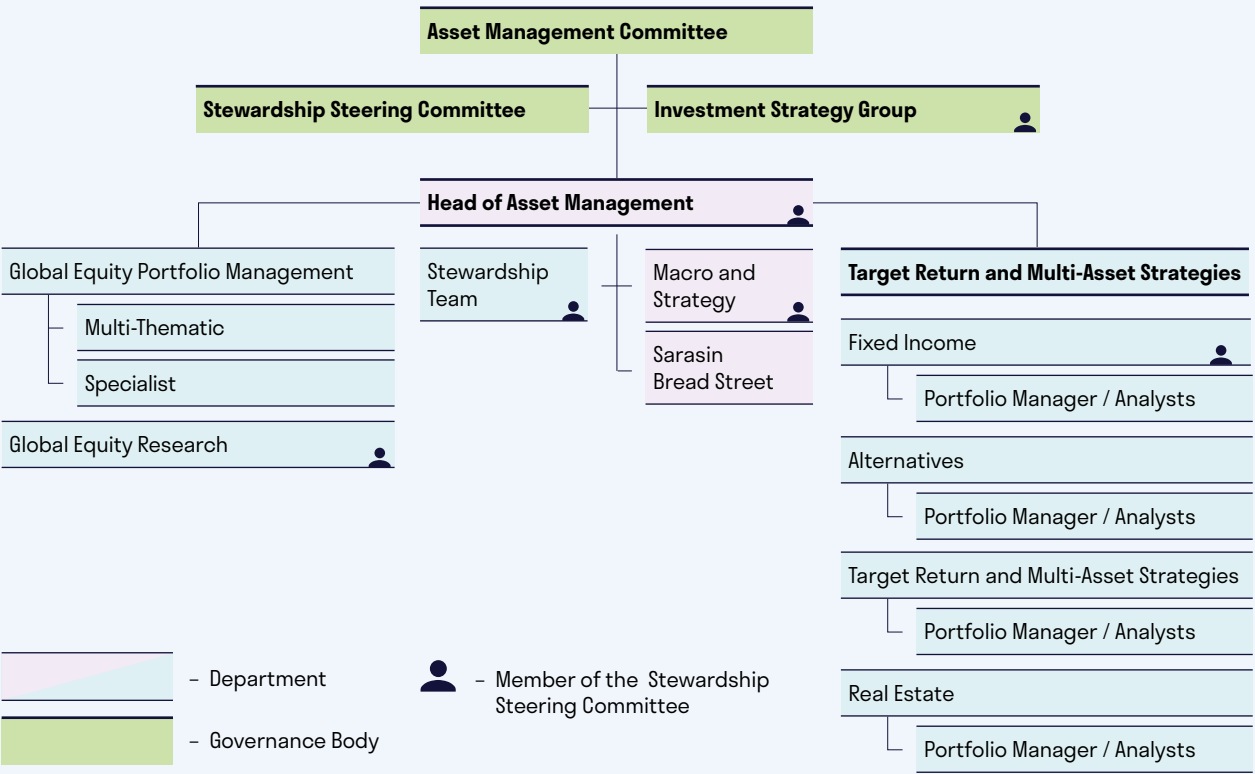 Asset Management Committee
Stewardship Steering Committee
Investment Strategy Group
Head of Asset Management
Global Equity Portfolio Management
Multi-Thematic
Specialist
Global Equity Research
Stewardship
Team
Macro and
Strategy
Sarasin
Bread Street
Target Return and Multi-Asset Strategies
Fixed Income
Portfolio Manager / Analysts
Alternatives
Portfolio Manager / Analysts
Target Return and Multi-Asset Strategies
Portfolio Manager / Analysts
Real Estate
Portfolio Manager / Analysts
– Department
– Governance Body
– Member of the Stewardship
Steering Committee